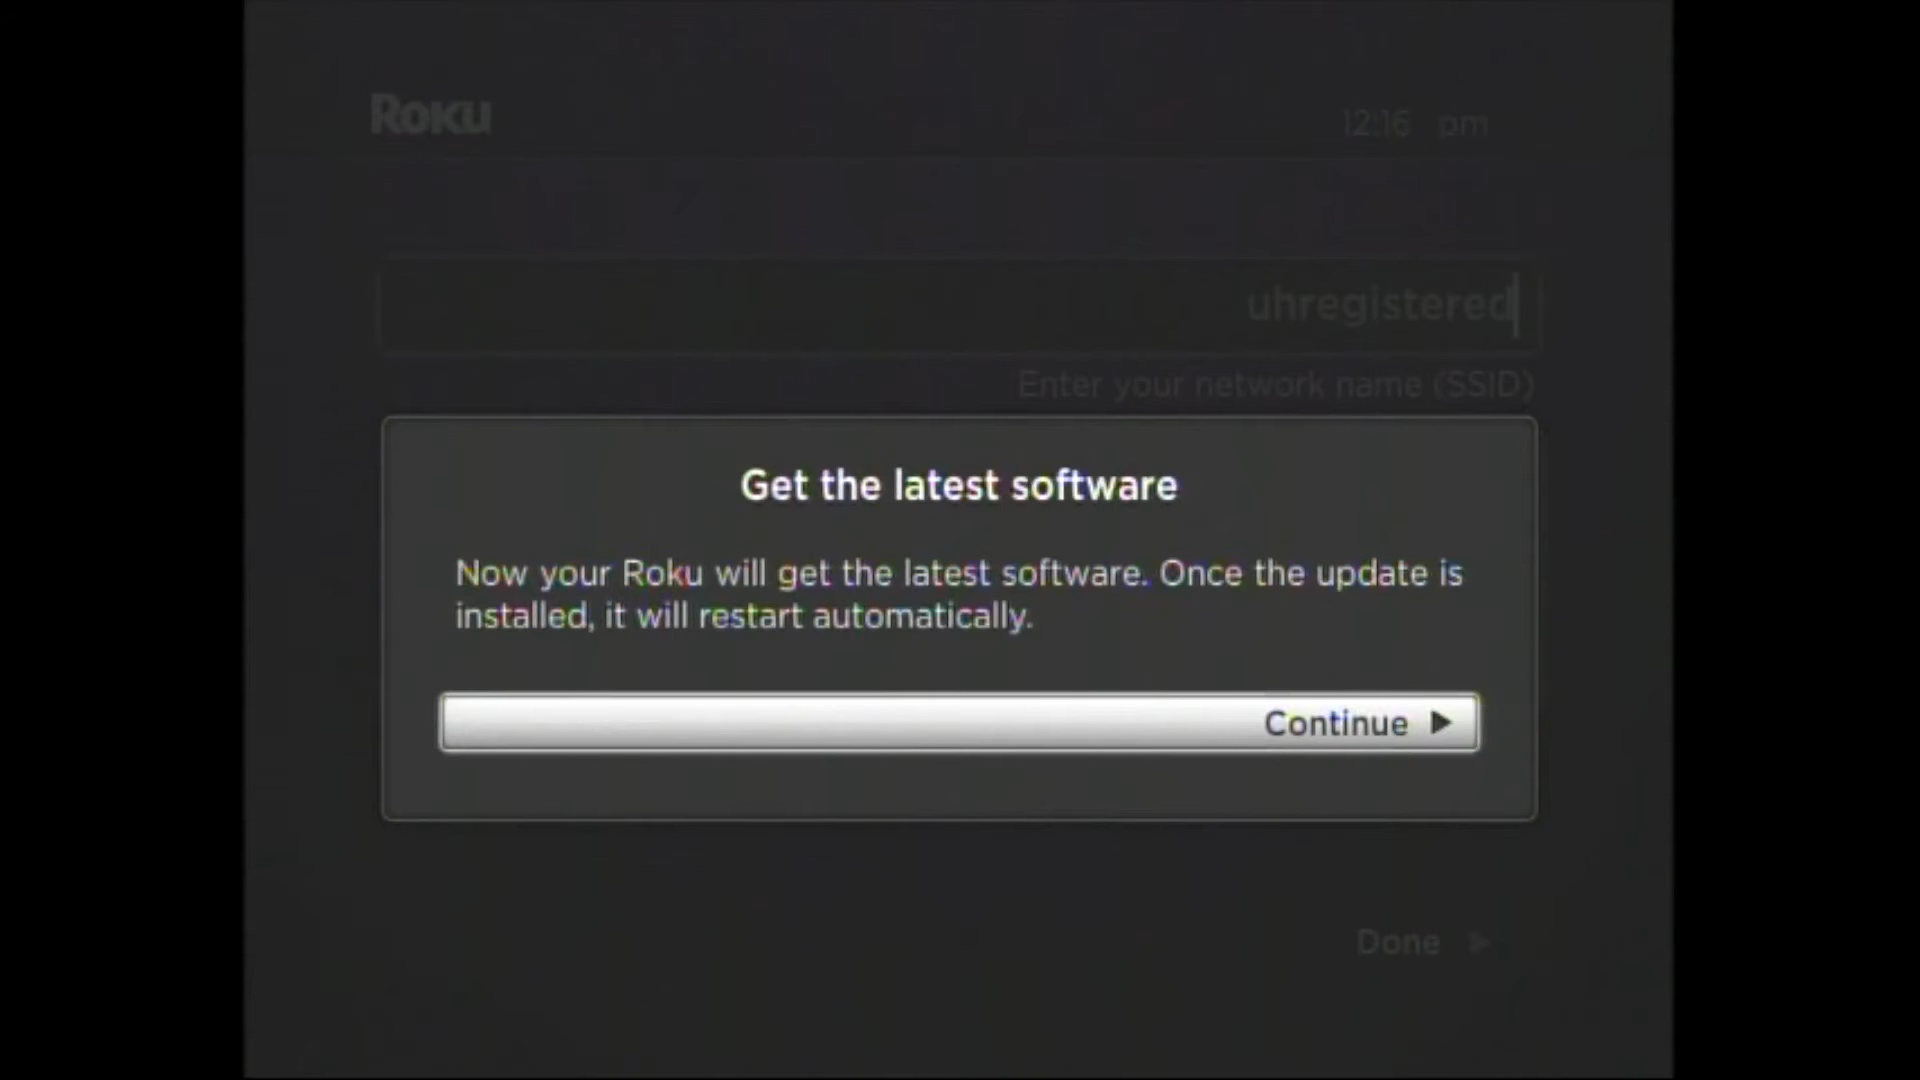 Roku
12:16 pm
uhregistered
Enter your network name (SSID)
Get the latest software
Now your Roku will get the latest software. Once the update is
installed, it will restart automatically.
Continue
Done